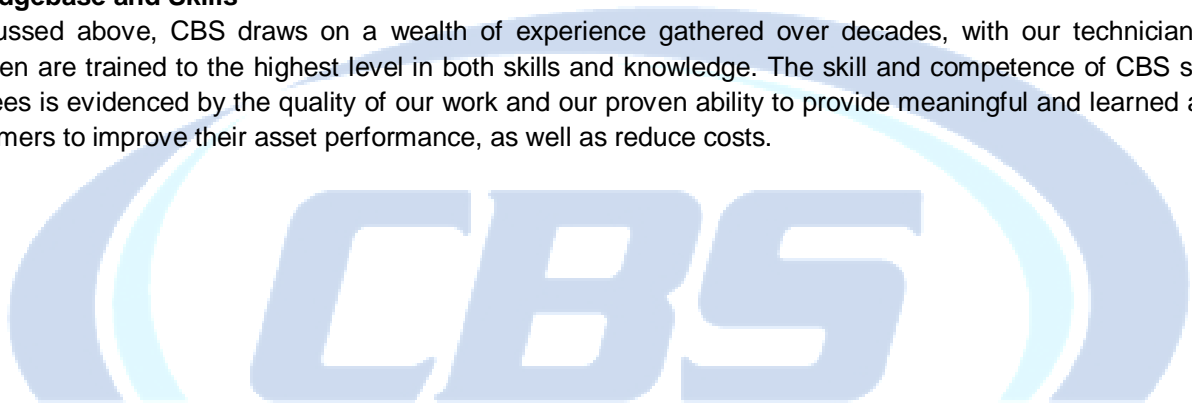 dgebase and Skills
ussed above, CBS draws on a wealth of experience gathered over decades, with our technician
en are trained to the highest level in both skills and knowledge. The skill and competence of CBS s
ees is evidenced by the quality of our work and our proven ability to provide meaningful and learned a
mers to improve their asset performance, as well as reduce costs.
CBS